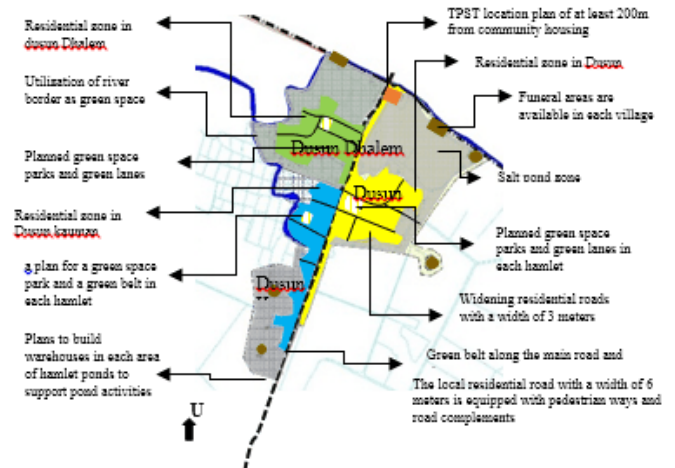 Residential zone in
dusun Dhalem
Utilization of river
border as green space
Planned green space
parks and green lanes
Residential zone in
Dusun kauman
a plan for a green space
park and a green belt in
each hamlet
Plans to build
warehouses in each area
of hamlet ponds to
support pond activities
U
Dusun Dhalem
Dusun
Dusun
TPST location plan of at least 200m
from community housing
Residential zone in Dusun
Funeral areas are
available in each village
Salt pond zone
Planned green space
parks and green lanes in
each hamlet
Widening residential roads
with a width of 3 meters
Green belt along the main road and
The local residential road with a width of 6
meters is equipped with pedestrian ways and
road complements